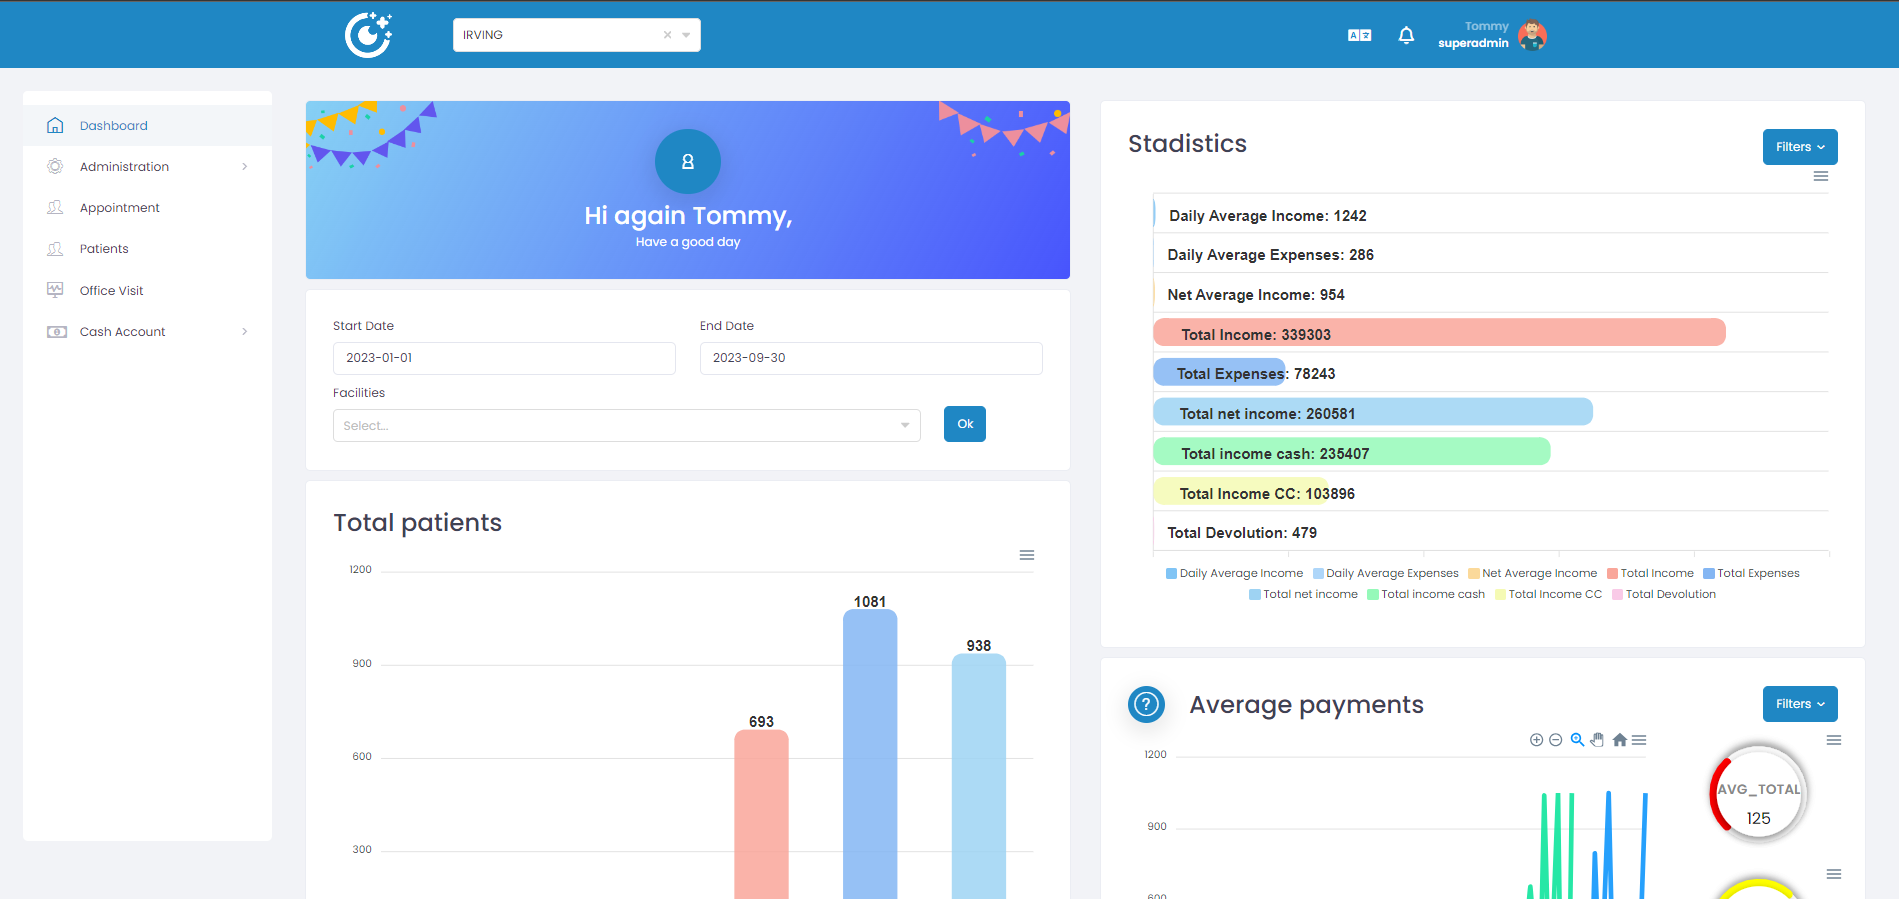 IRVING
Tommy
superadmin
Dashboard
Administration
Appointment
Patients
Office Visit
Cash Account
Hi again Tommy,
Have a good day
Start Date
End Date
2023-01-01
2023-09-30
Facilities
Select...
Ok
Total patients
1200
900
600
300
693
1081
938
Stadistics
Filters
Daily Average Income: 1242
Daily Average Expenses: 286
Net Average Income: 954
Total Income: 339303
Total Expenses: 78243
Total net income: 260581
Total income cash: 235407
Total Income CC: 103896
Total Devolution: 479
Daily Average Income Daily Average Expenses Net Average Income Total Income Total Expenses
Total net income Total income cash Total Income CC Total Devolution
Average payments
Filters
1200
900
600
AVG_TOTAL
125